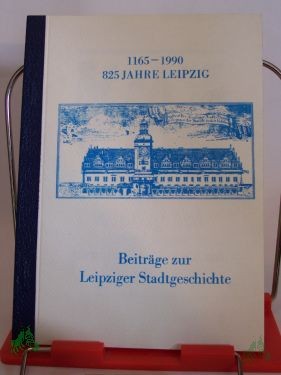 1165–1990
825 JAHRE LEIPZIG
Beiträge zur
Leipziger Stadtgeschichte